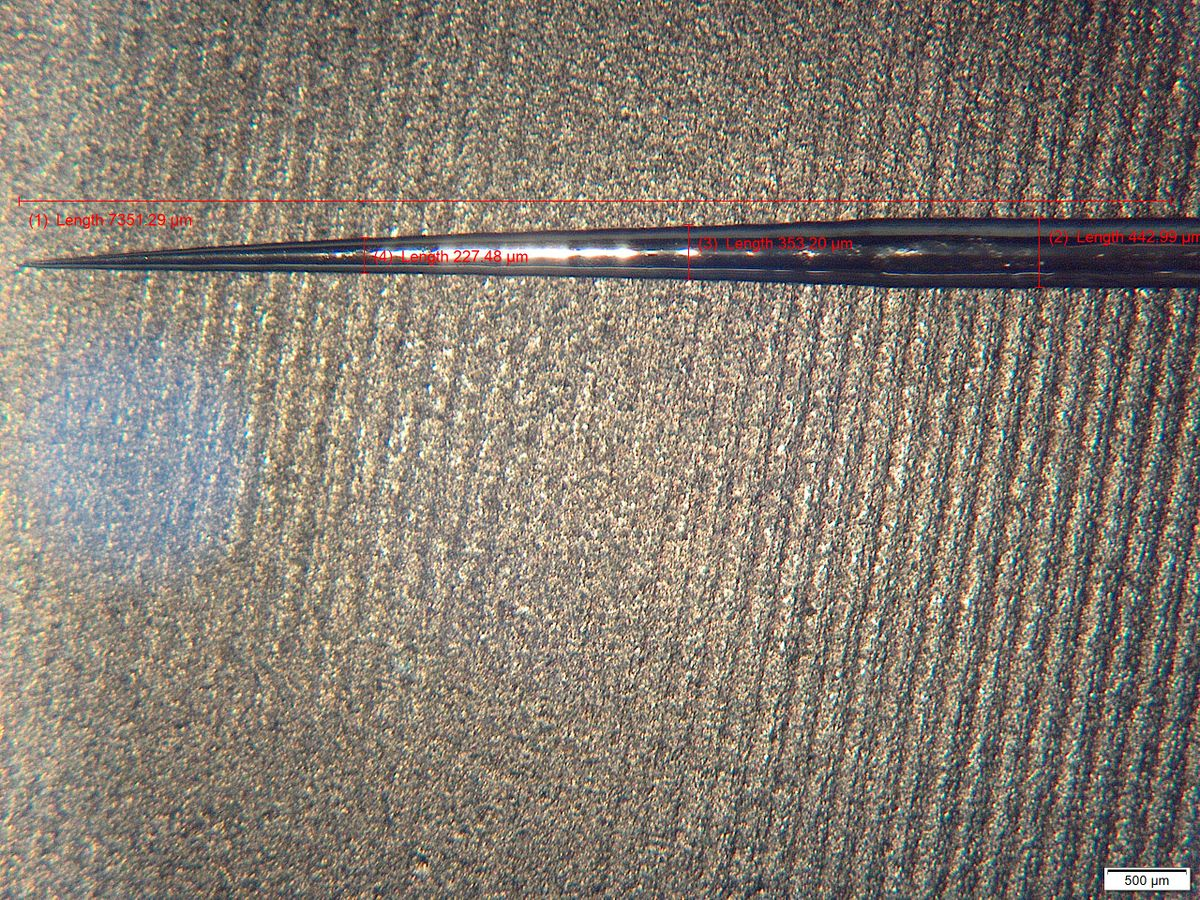 (1) Length 7351.29 µm
(2) Length 442.99 µm
(3) Length 353.20 µm
(4) Length 227.48 µm
500 µm